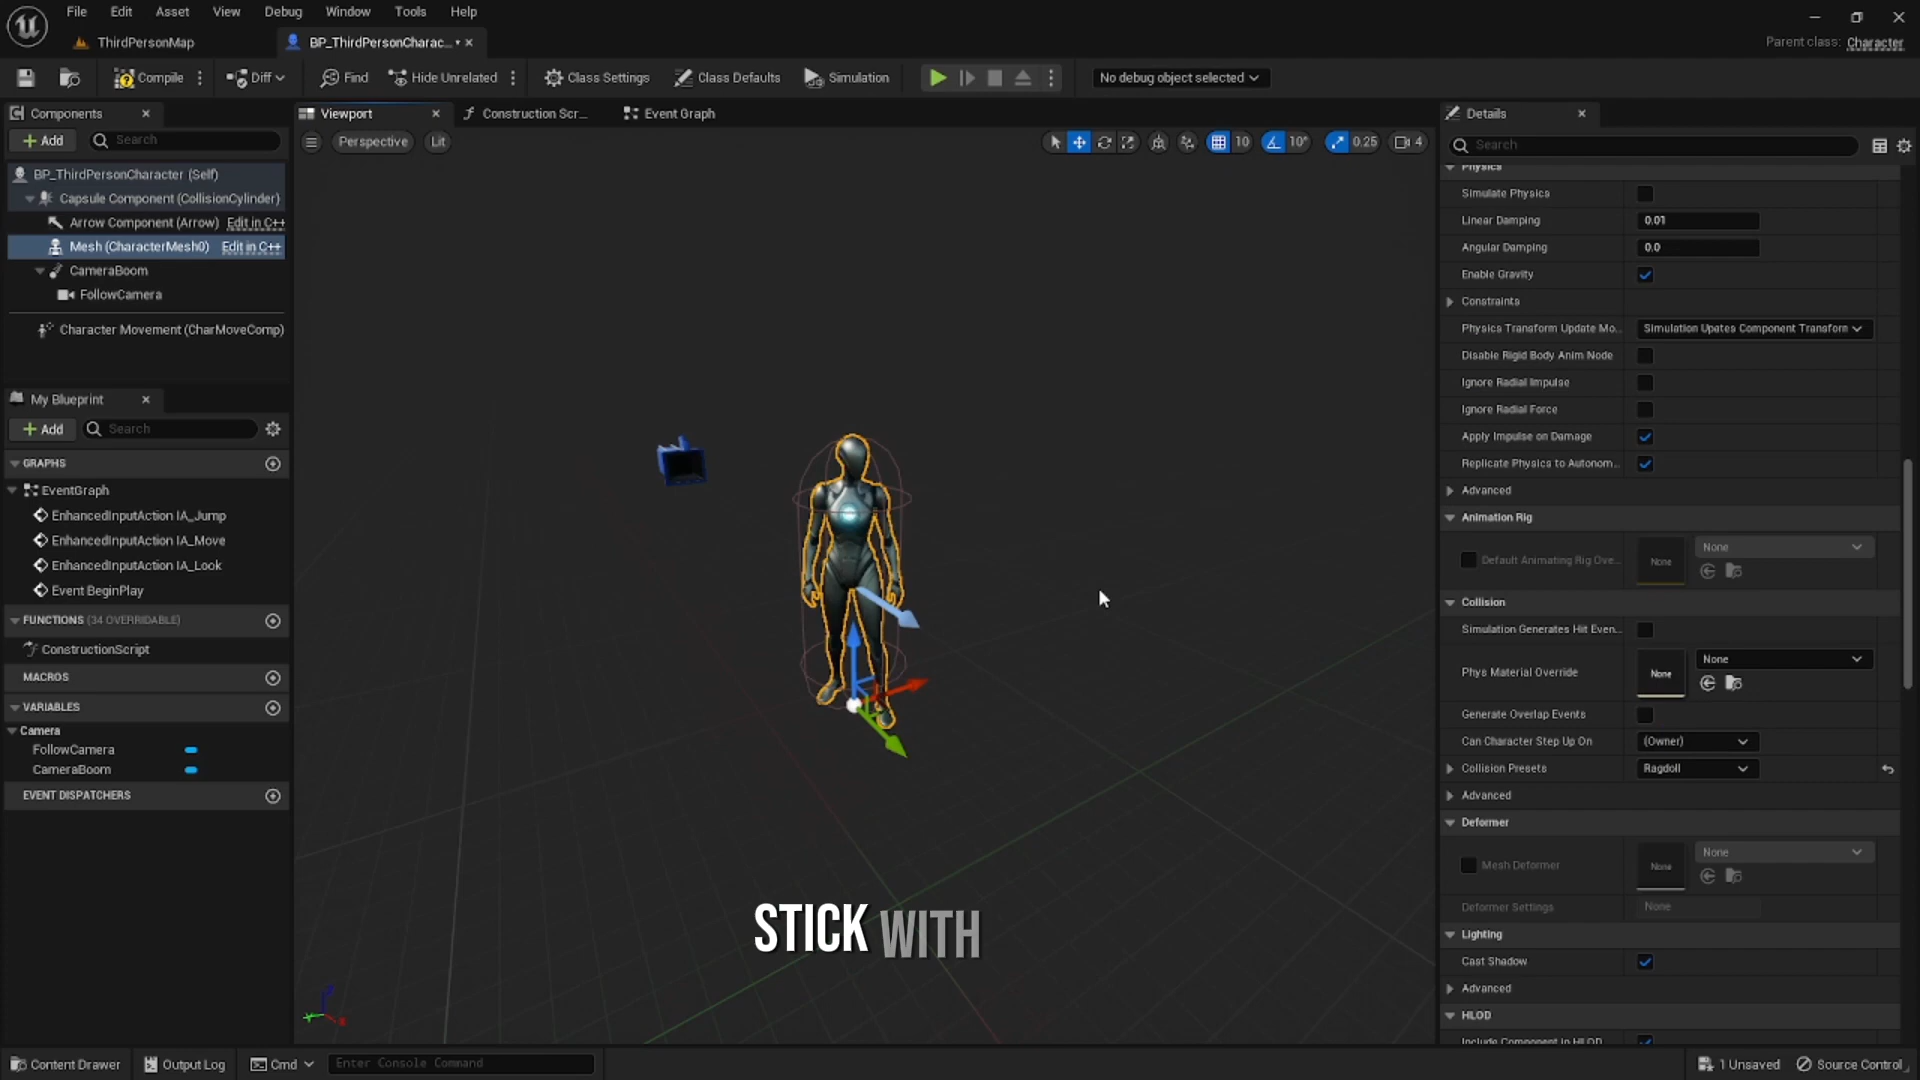 File Edit View Asset Debug Window Tools Help
ThirdPersonMap
BP_ThirdPersonCharac...
Parent class: Character
Compile
Diff
Find
Hide Unrelated
Class Settings
Class Defaults
Simulation
No debug object selected
Components
Add
Search
BP_ThirdPersonCharacter (Self)
Capsule Component (CollisionCylinder)
Arrow Component (Arrow) Edit in C++
Mesh (CharacterMesh0) Edit in C++
CameraBoom
FollowCamera
Character Movement (CharMoveComp)
My Blueprint
Add
Search
GRAPHS
EventGraph
EnhancedInputAction IA_Jump
EnhancedInputAction IA_Move
EnhancedInputAction IA_Look
Event BeginPlay
FUNCTIONS (34 OVERRIDABLE)
ConstructionScript
MACROS
VARIABLES
Camera
FollowCamera
CameraBoom
EVENT DISPATCHERS
Viewport
Construction Scr...
Event Graph
Perspective
Lit
10
10°
0.25
4
STICK WITH
Details
Search
Physics
Simulate Physics
Linear Damping 0.01
Angular Damping 0.0
Enable Gravity
Constraints
Physics Transform Update Mo.. Simulation Upates Component Transform
Disable Rigid Body Anim Node
Ignore Radial Impulse
Ignore Radial Force
Apply Impulse on Damage
Replicate Physics to Autonom...
Advanced
Animation Rig
Default Animating Rig Ove... None None
Collision
Simulation Generates Hit Even...
Phys Material Override None None
Generate Overlap Events
Can Character Step Up On (Owner)
Collision Presets Ragdoll
Advanced
Deformer
Mesh Deformer None None
Deformer Settings None
Lighting
Cast Shadow
Advanced
HLOD
Include Component in HLOD
Content Drawer
Output Log
Cmd
Enter Console Command
1 Unsaved
Source Control